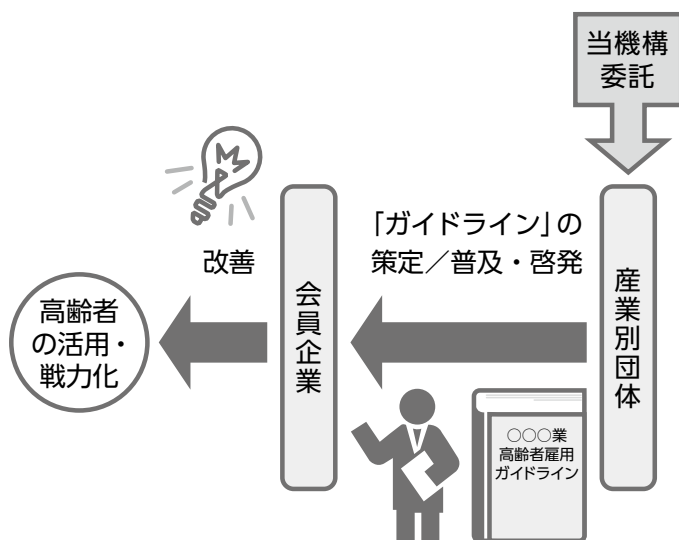 当機構
委託
「ガイドライン」の
策定／普及・啓発
産業別団体
改善
会員企業
高齢者
の活用・
戦力化
○○○業
高齢者雇用
ガイドライン